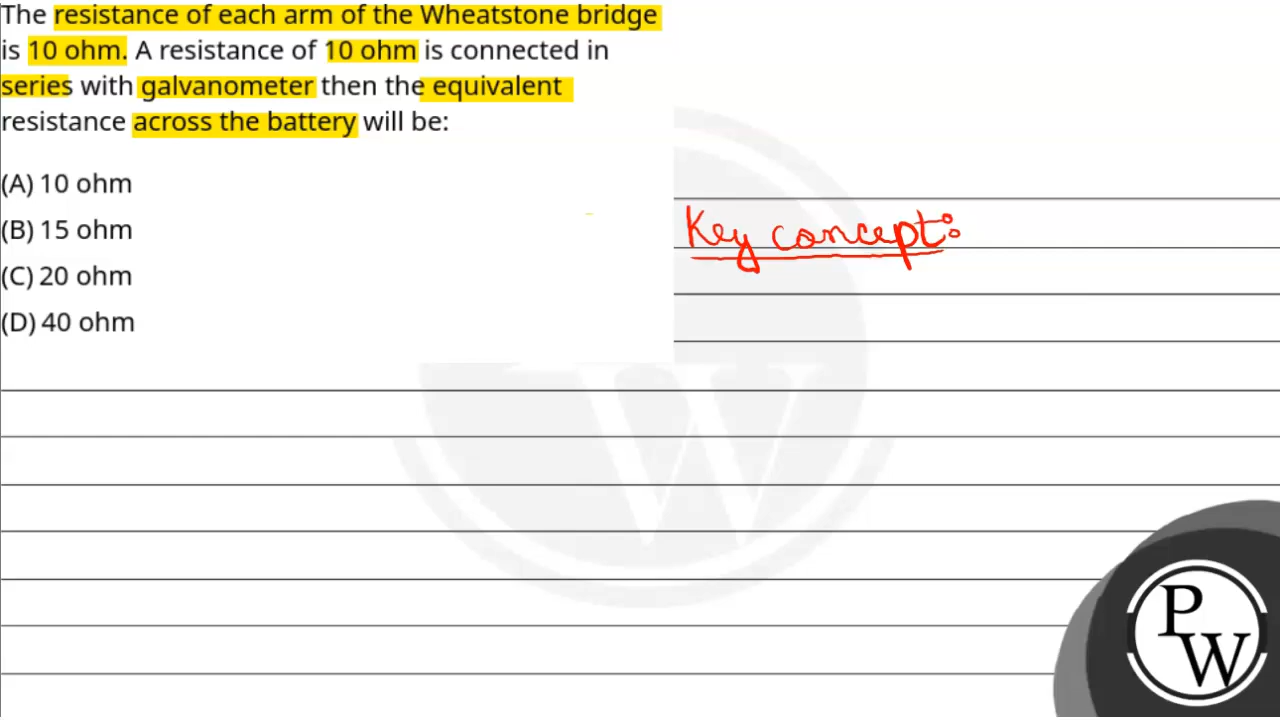 The resistance of each arm of the Wheatstone bridge
is 10 ohm. A resistance of 10 ohm is connected in
series with galvanometer then the equivalent
resistance across the battery will be:
(A) 10 ohm
(B) 15 ohm
(C) 20 ohm
(D) 40 ohm
Key concept:
PW